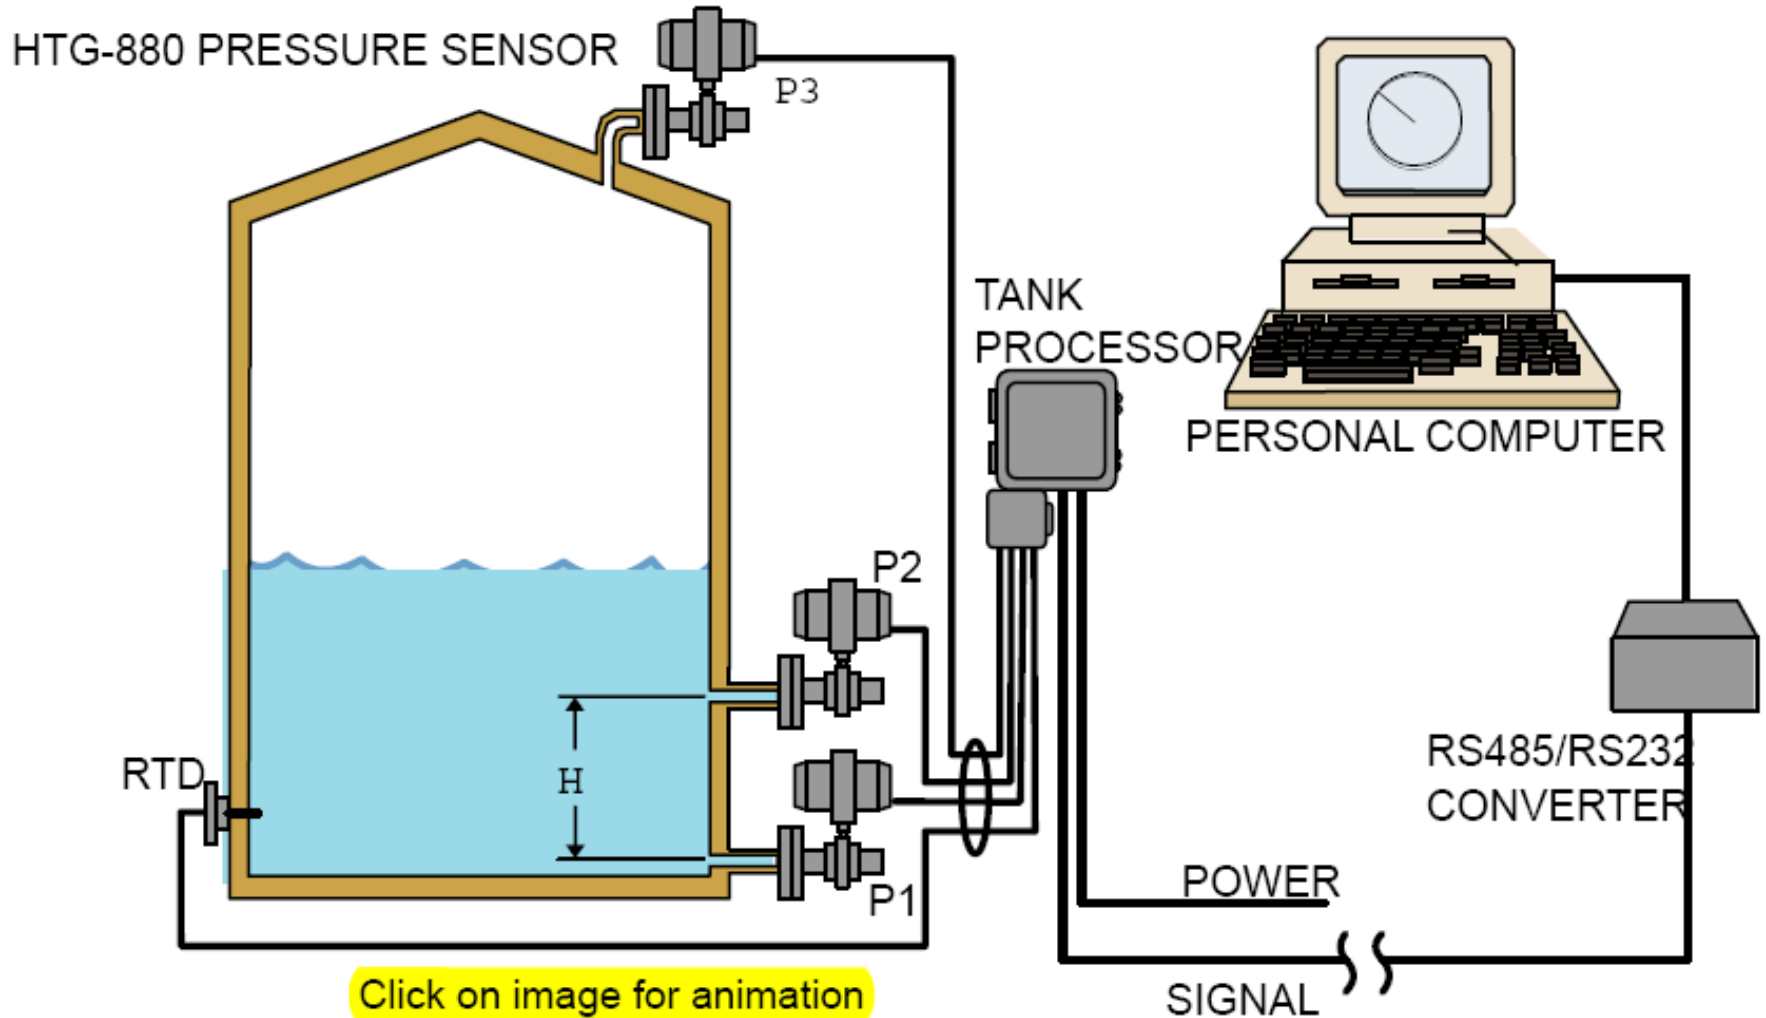 HTG-880 PRESSURE SENSOR
P3
TANK
PROCESSOR
PERSONAL COMPUTER
P2
RTD
H
RS485/RS232
CONVERTER
P1
POWER
Click on image for animation
SIGNAL